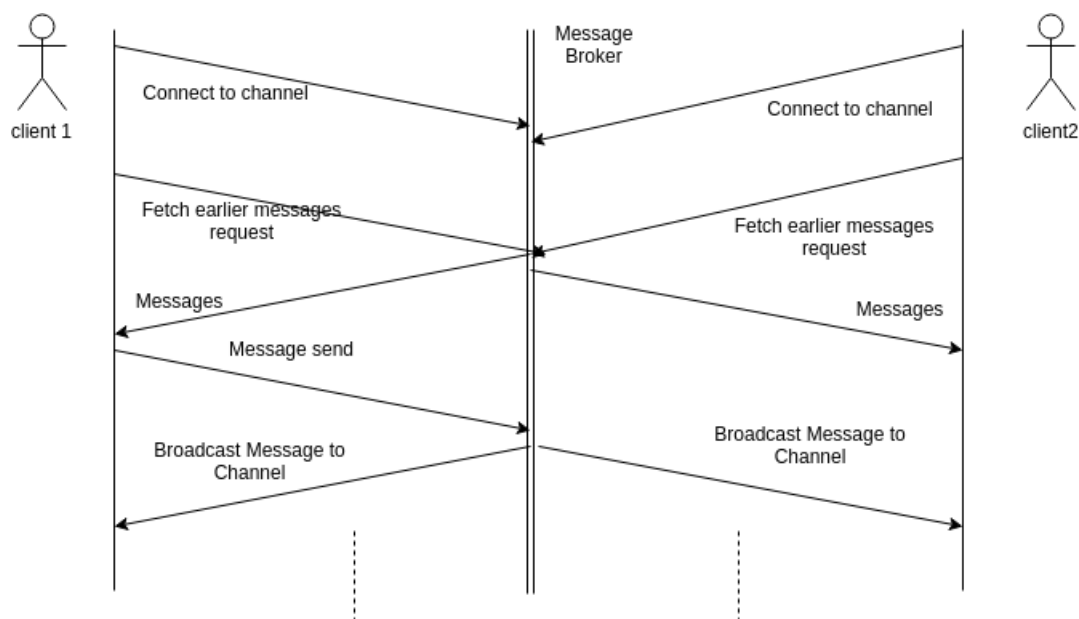 Message
Broker
Connect to channel
Connect to channel
client 1
client2
Fetch earlier messages
request
Fetch earlier messages
request
Messages
Messages
Message send
Broadcast Message to
Channel
Broadcast Message to
Channel